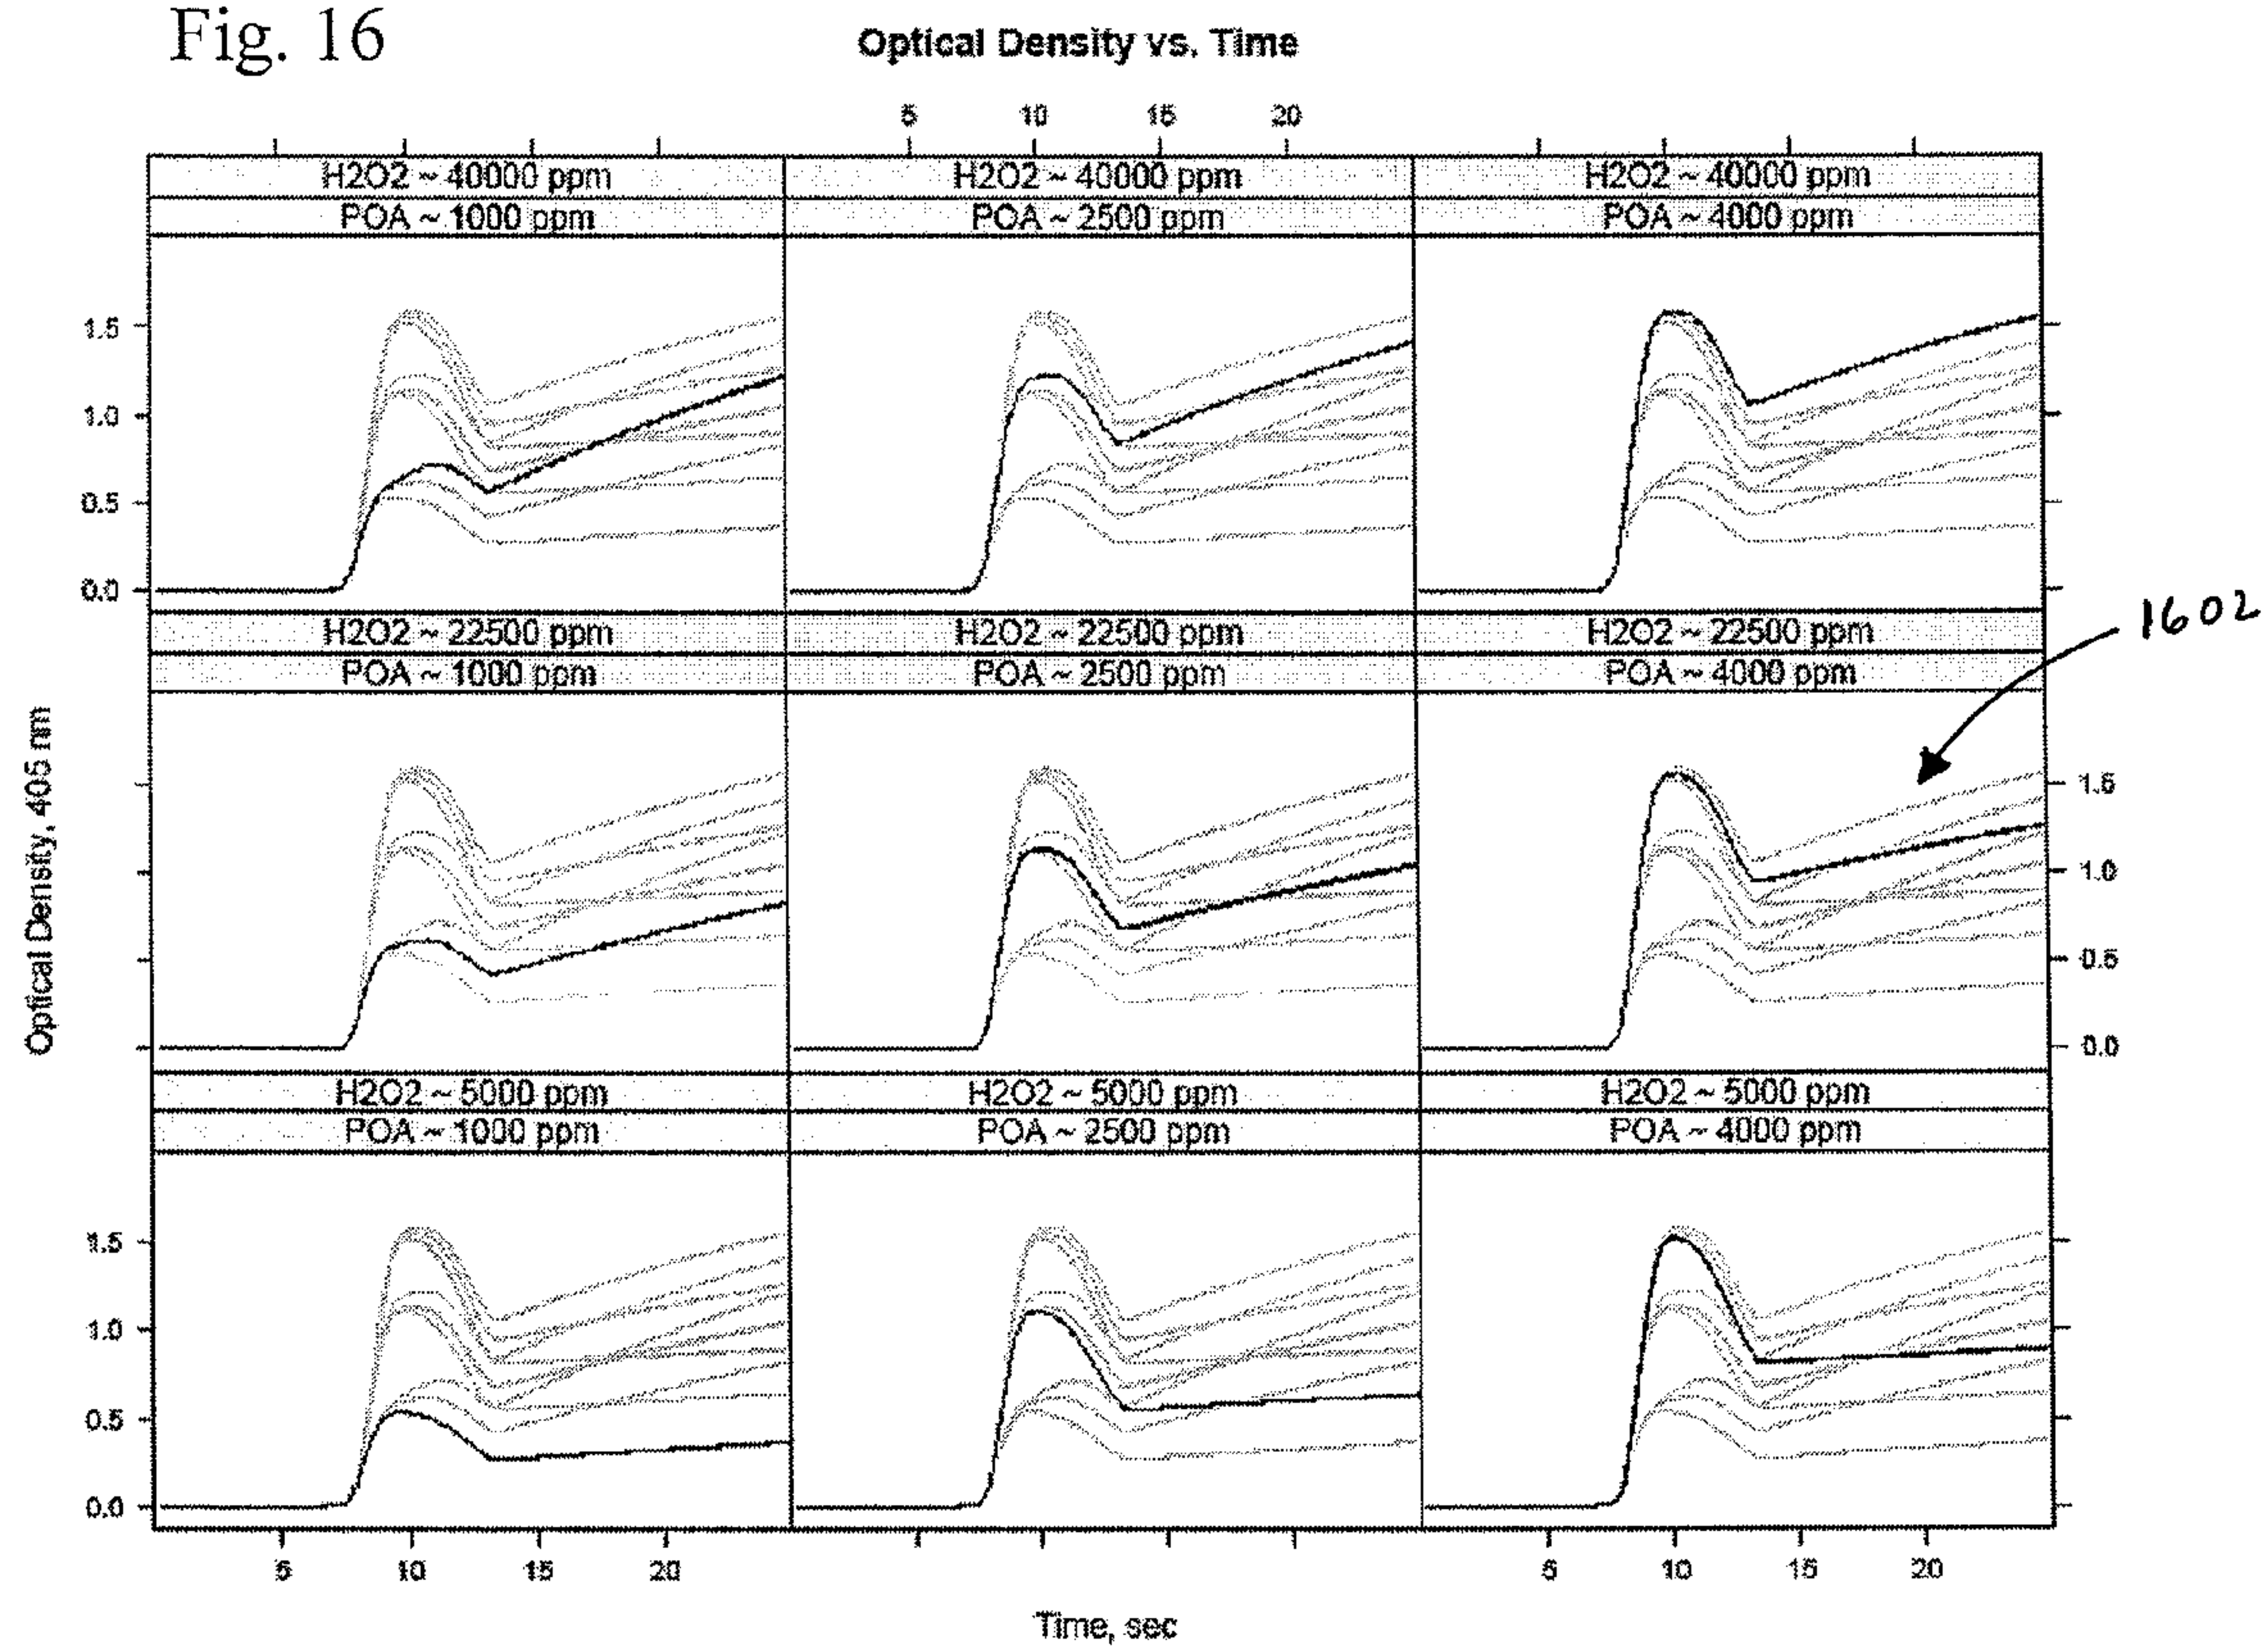 Fig. 16
Optical Density vs. Time
5 10 15 20
H2O2 ~ 40000 ppm H2O2 ~ 40000 ppm H2O2 ~ 40000 ppm
POA ~ 1000 ppm POA ~ 2500 ppm POA ~ 4000 ppm
1.5
1.0
0.5
0.0
H2O2 ~ 22500 ppm H2O2 ~ 22500 ppm H2O2 ~ 22500 ppm
1602
POA ~ 1000 ppm POA ~ 2500 ppm POA ~ 4000 ppm
Optical Density, 405 nm
1.5
1.0
0.5
0.0
H2O2 ~ 5000 ppm H2O2 ~ 5000 ppm H2O2 ~ 5000 ppm
POA ~ 1000 ppm POA ~ 2500 ppm POA ~ 4000 ppm
1.5
1.0
0.5
0.0
5 10 15 20 5 10 15 20
Time, sec